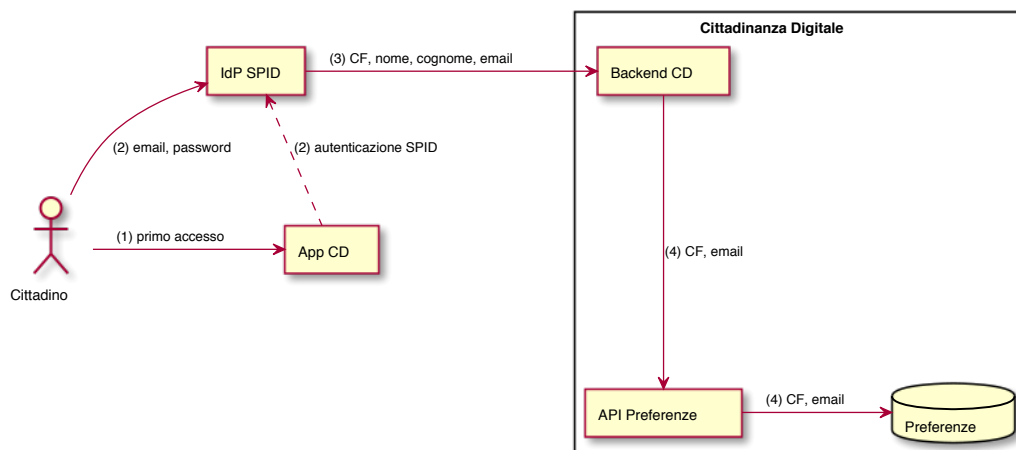 Cittadinanza Digitale
IdP SPID
(3) CF, nome, cognome, email
Backend CD
(2) email, password
(2) autenticazione SPID
(1) primo accesso
App CD
Cittadino
(4) CF, email
API Preferenze
(4) CF, email
Preferenze